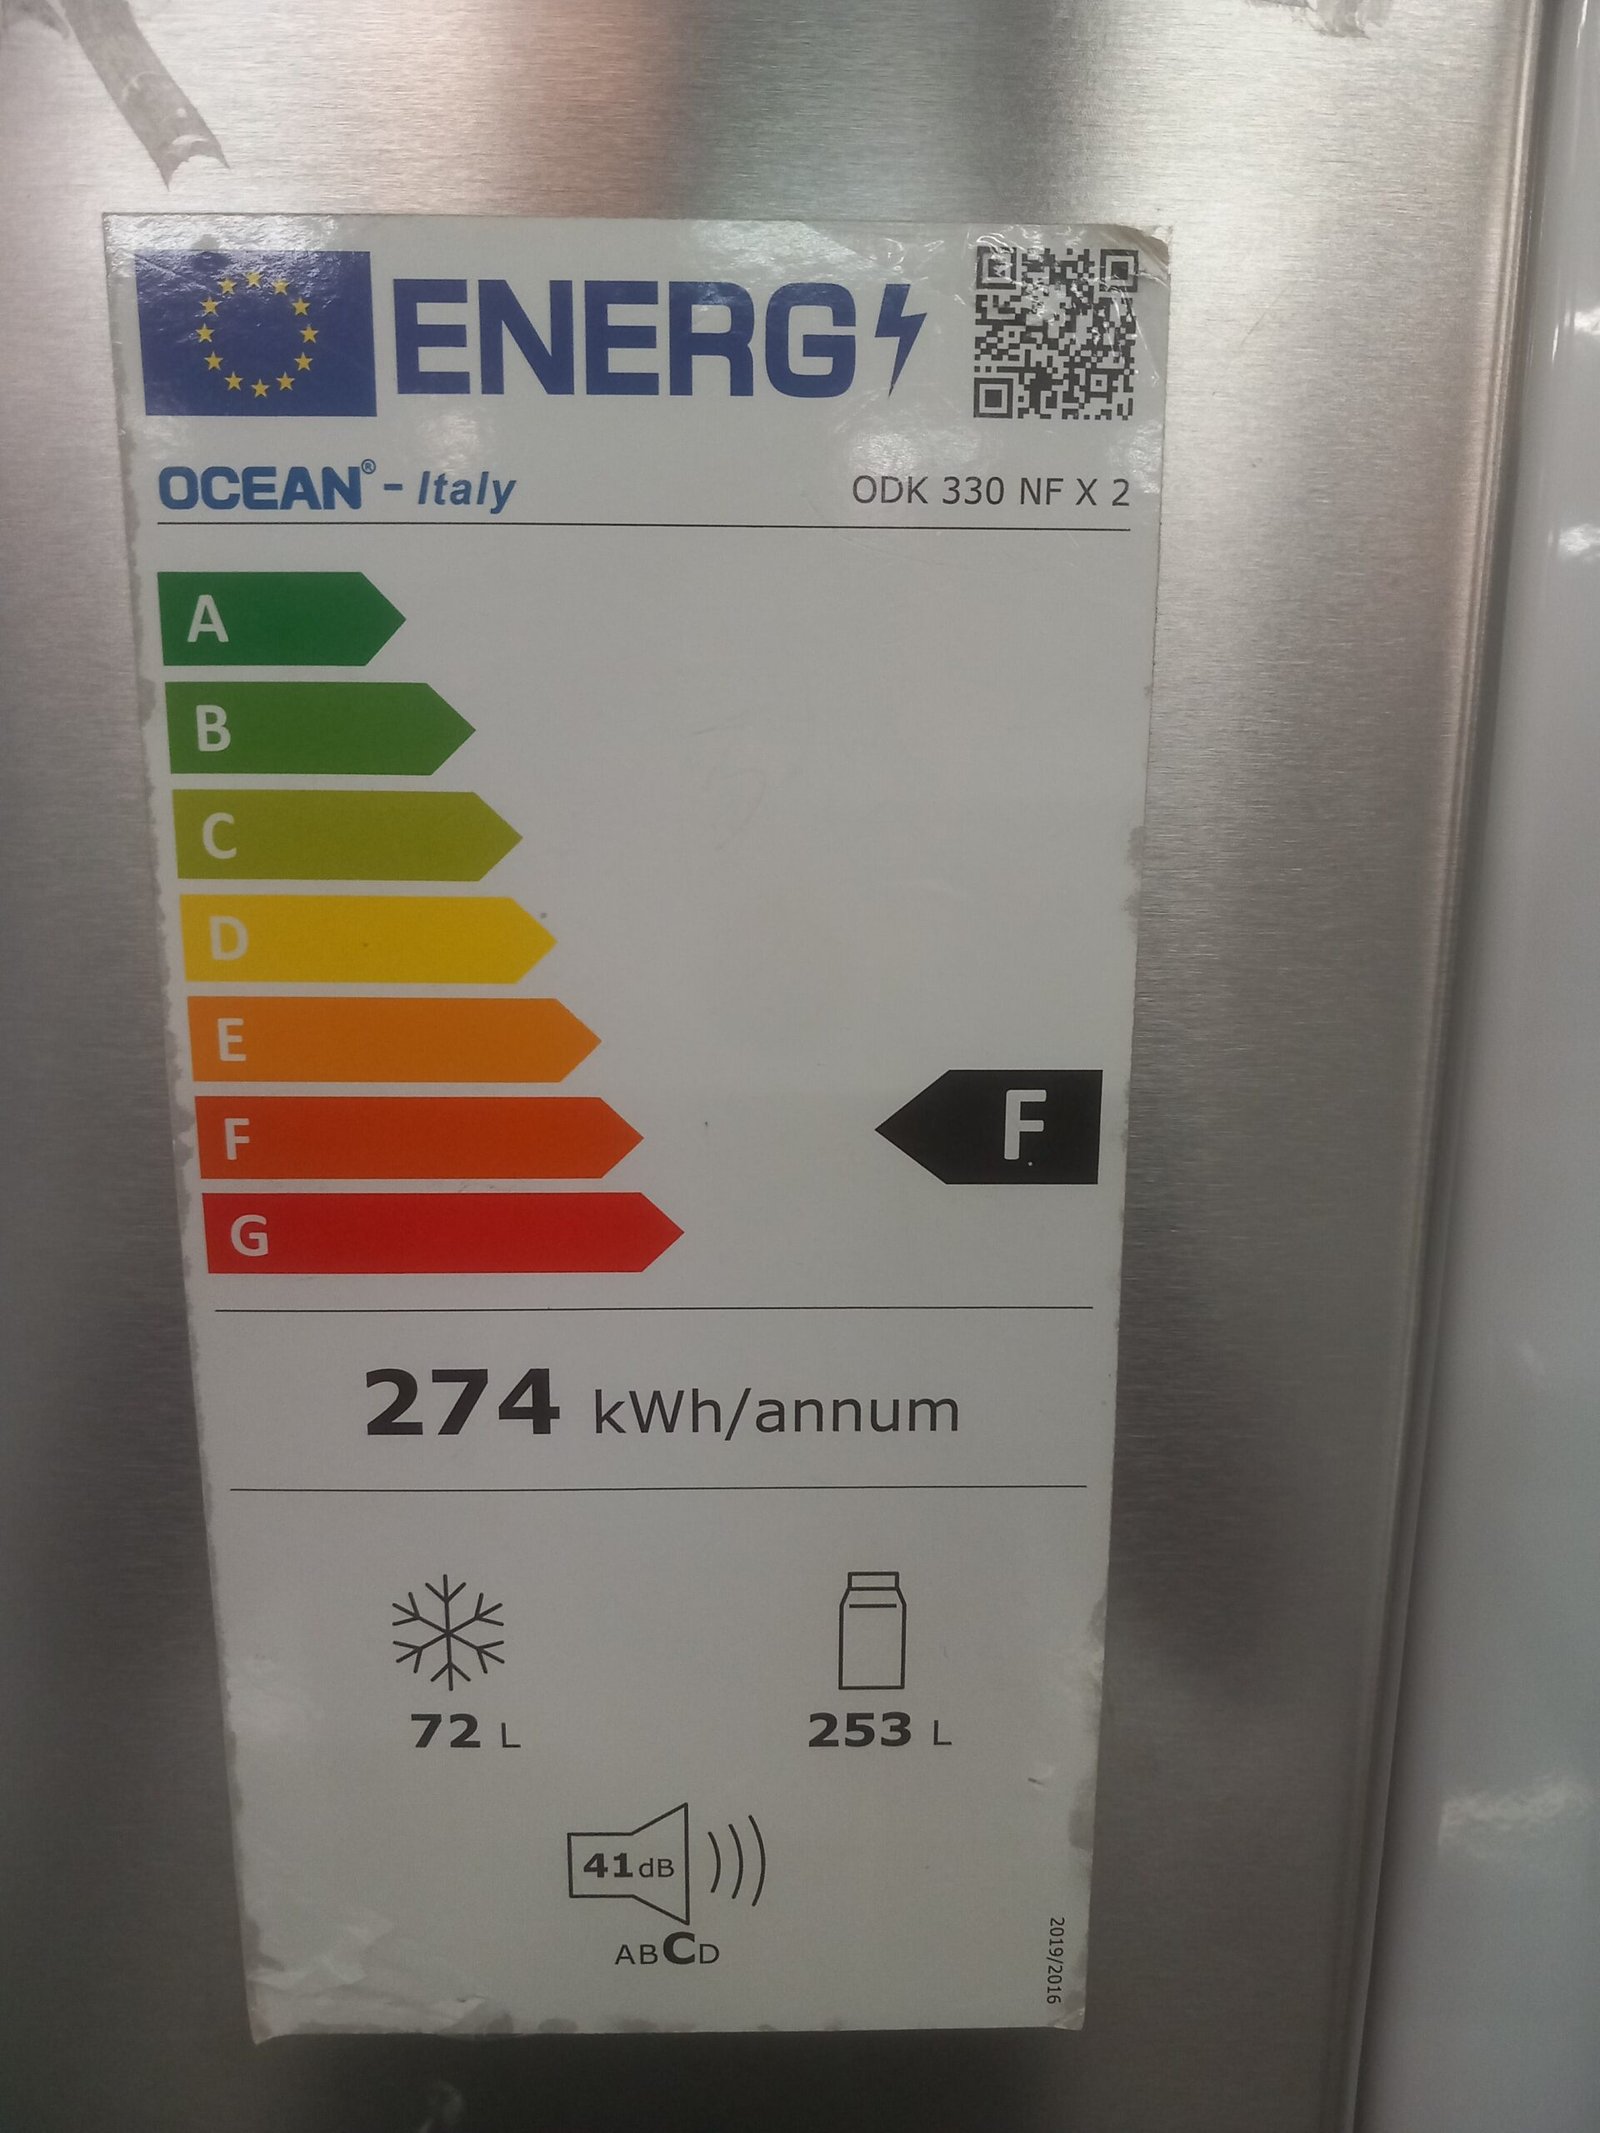 ENERG
OCEAN® - Italy
ODK 330 NF X 2
A
B
C
D
E
F
F
G
274 kWh/annum
72 L
253 L
41dB
ABCD
2019/2016